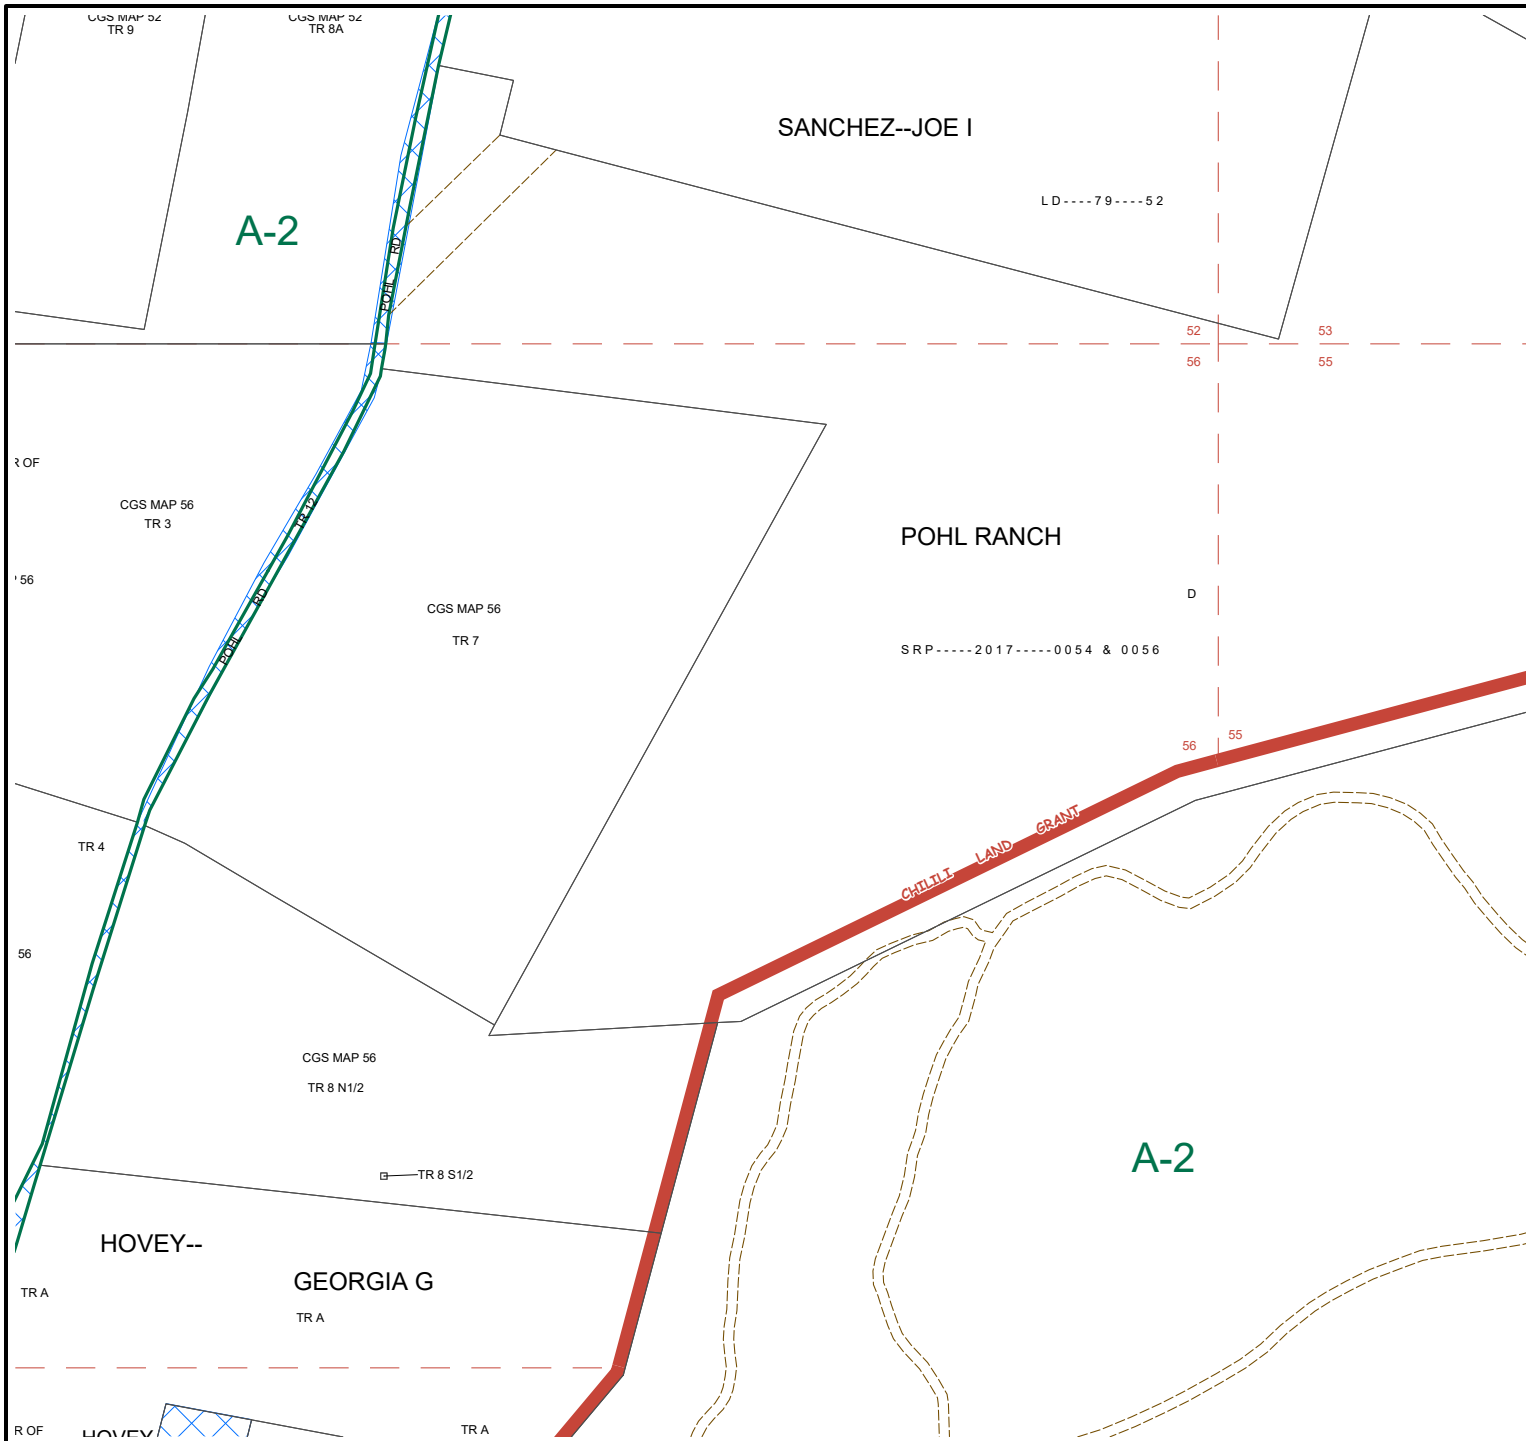 CGS MAP 52
TR 9
CGS MAP 52
TR 8A
SANCHEZ--JOE I
LD----79----52
A-2
POHL RD
52
53
56
55
R OF
CGS MAP 56
TR 3
TR 12
POHL RANCH
56
POHL RD
CGS MAP 56
TR 7
D
SRP-----2017-----0054 & 0056
56
55
CHILILI LAND GRANT
TR 4
56
CGS MAP 56
TR 8 N1/2
A-2
TR 8 S1/2
HOVEY--
GEORGIA G
TR A
TR A
R OF
HOVEY
TR A